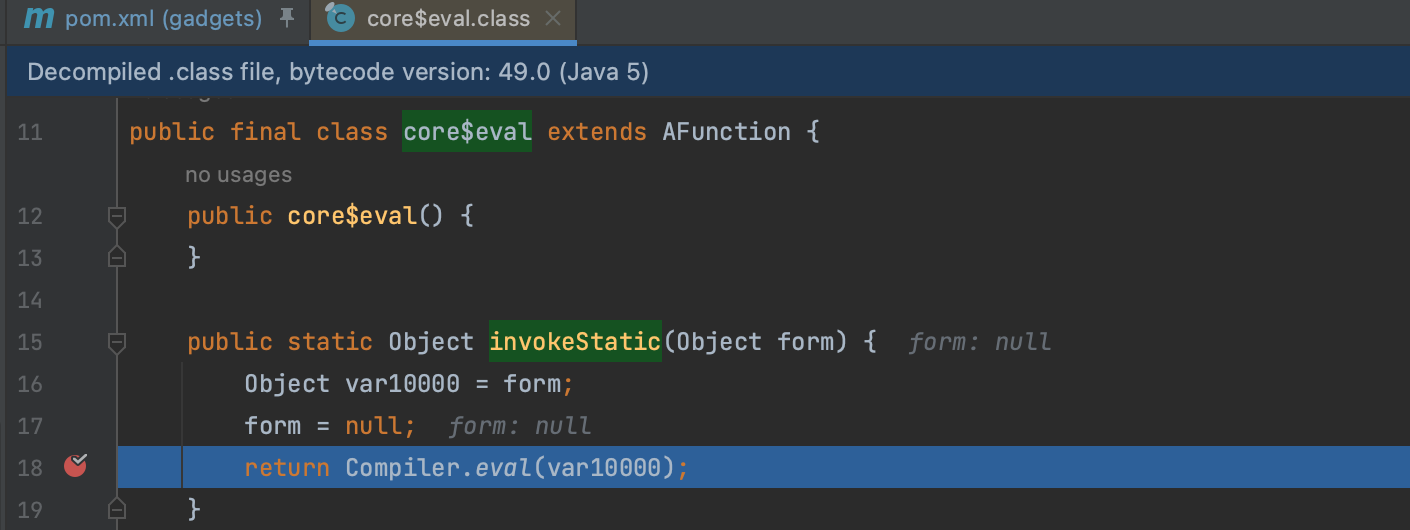 m pom.xml (gadgets) C core$eval.class
Decompiled .class file, bytecode version: 49.0 (Java 5)
11 public final class core$eval extends AFunction {
no usages
12 public core$eval() {
13 }
14
15 public static Object invokeStatic(Object form) { form: null
16 Object var10000 = form;
17 form = null; form: null
18 return Compiler.eval(var10000);
19 }